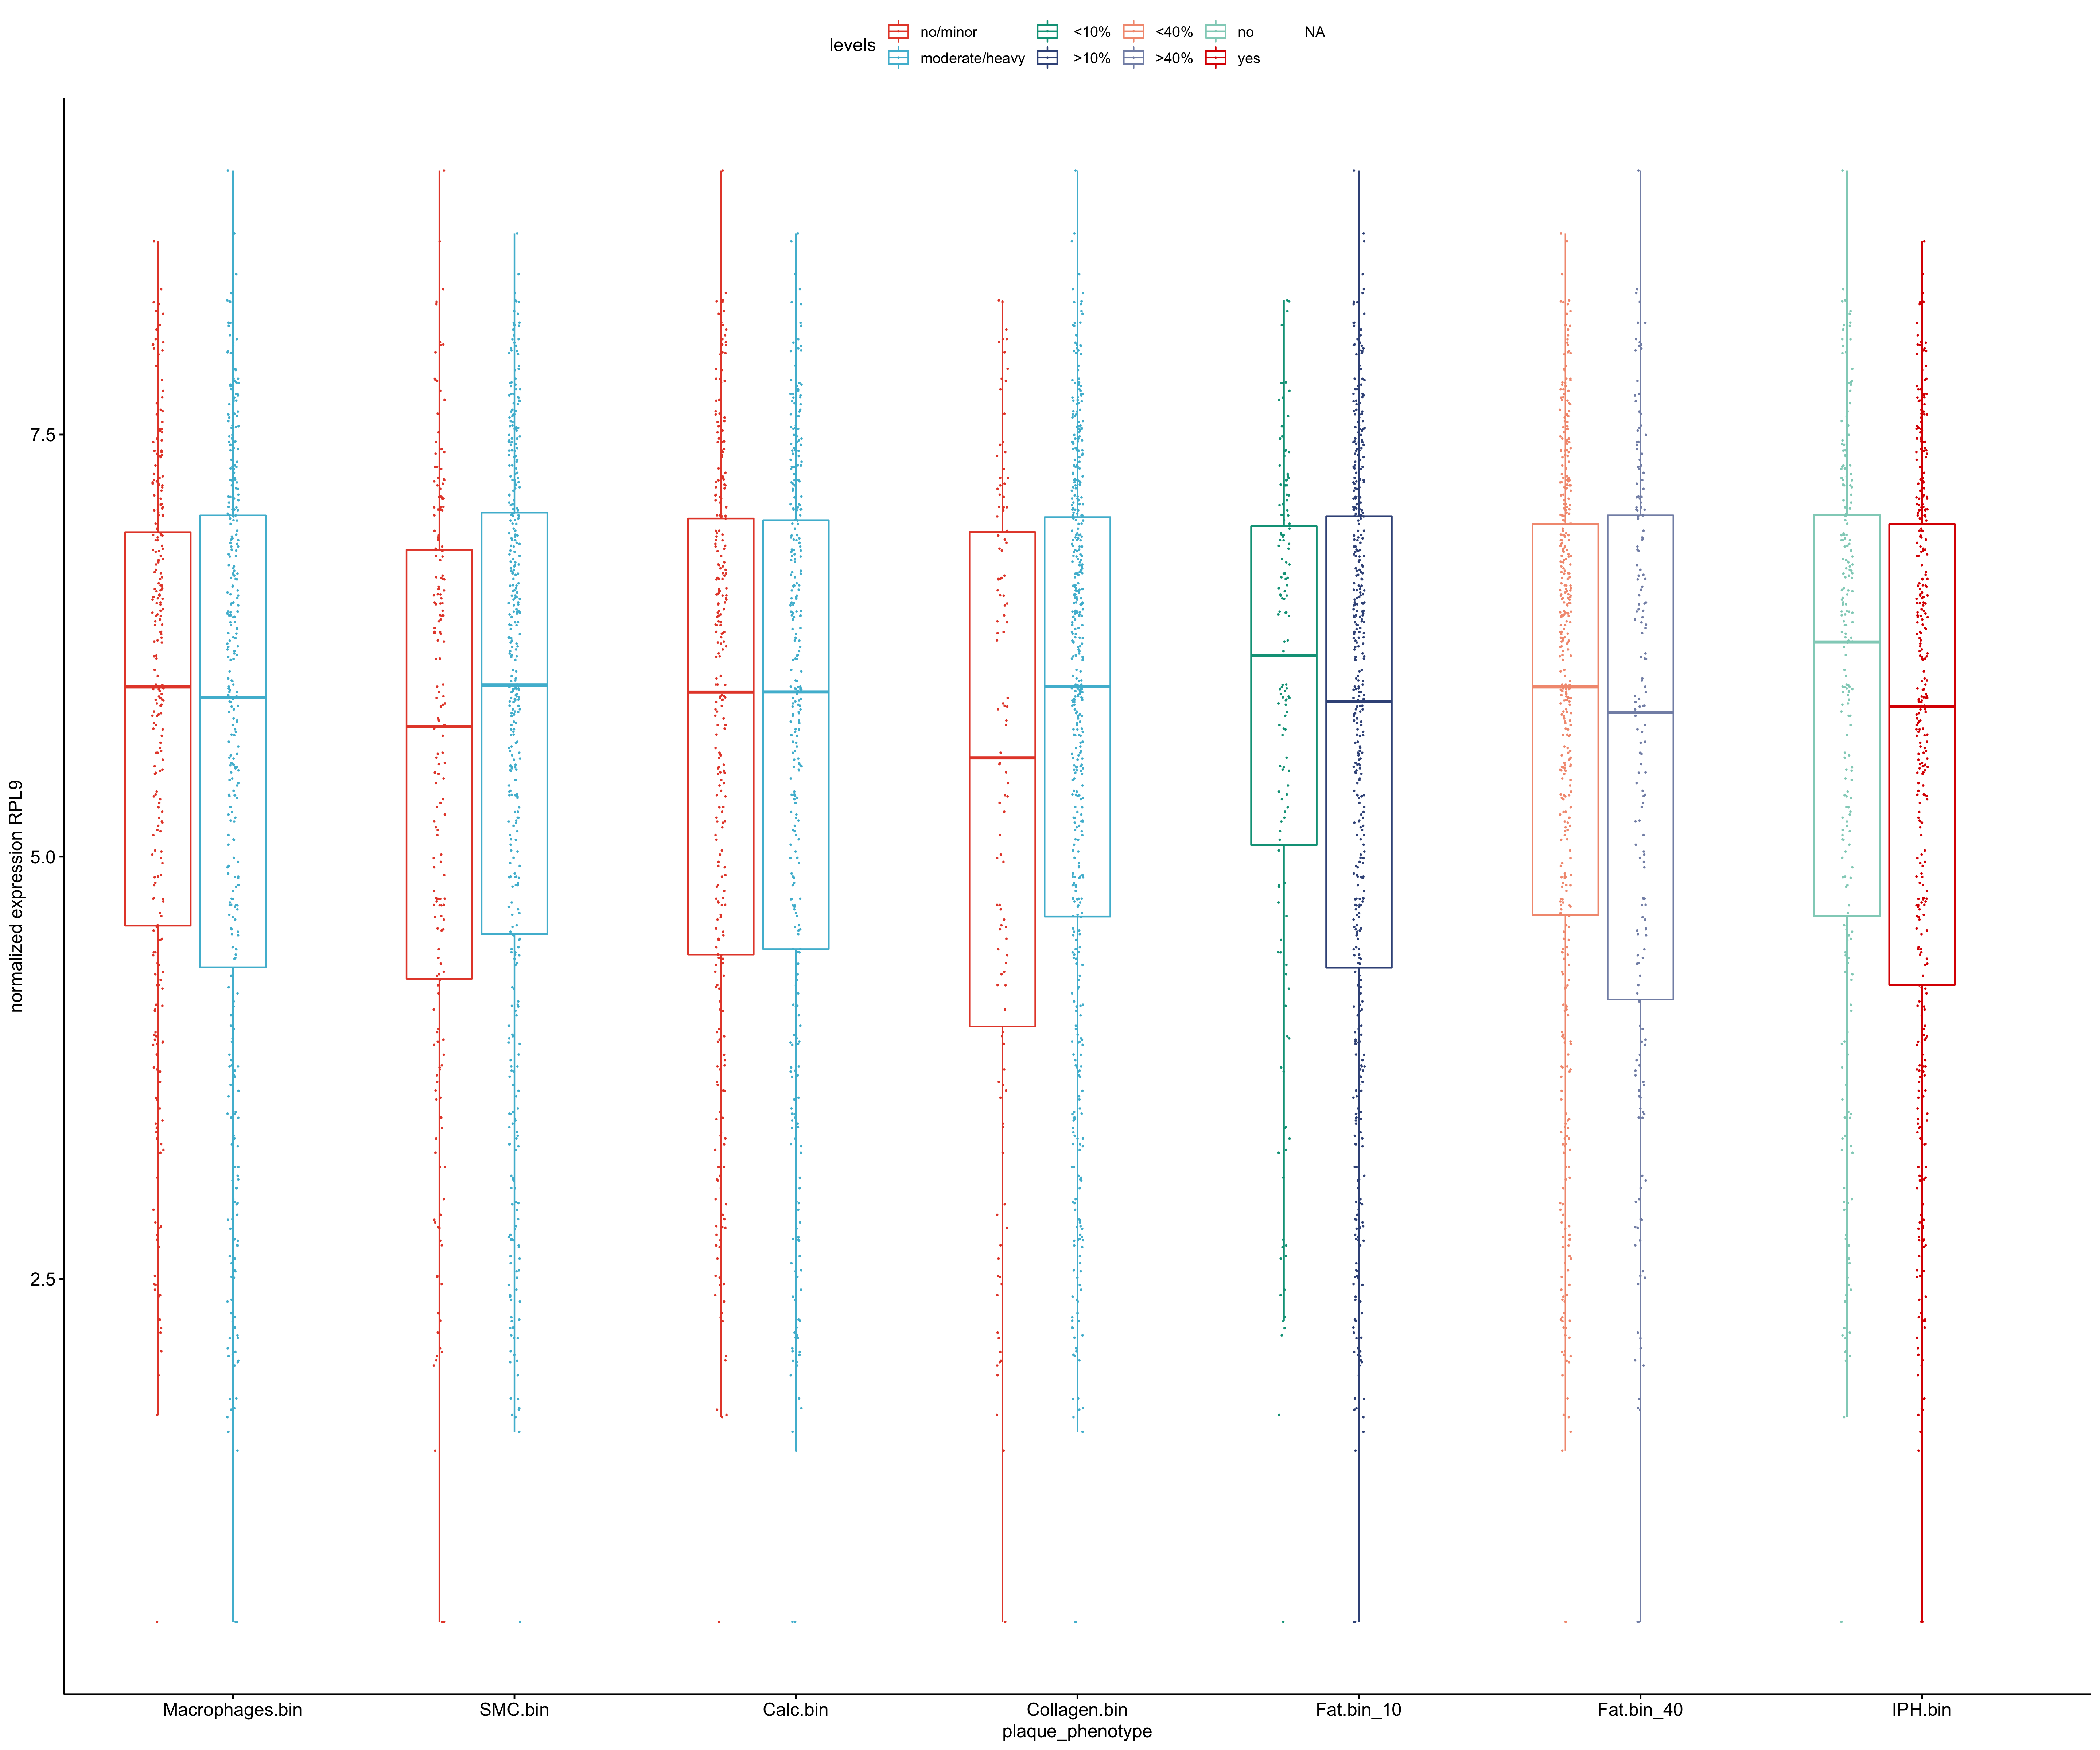 levels no/minor <10% <40% no NA
moderate/heavy >10% >40% yes
normalized expression RPL9
7.5
5.0
2.5
Macrophages.bin SMC.bin Calc.bin Collagen.bin Fat.bin_10 Fat.bin_40 IPH.bin
plaque_phenotype